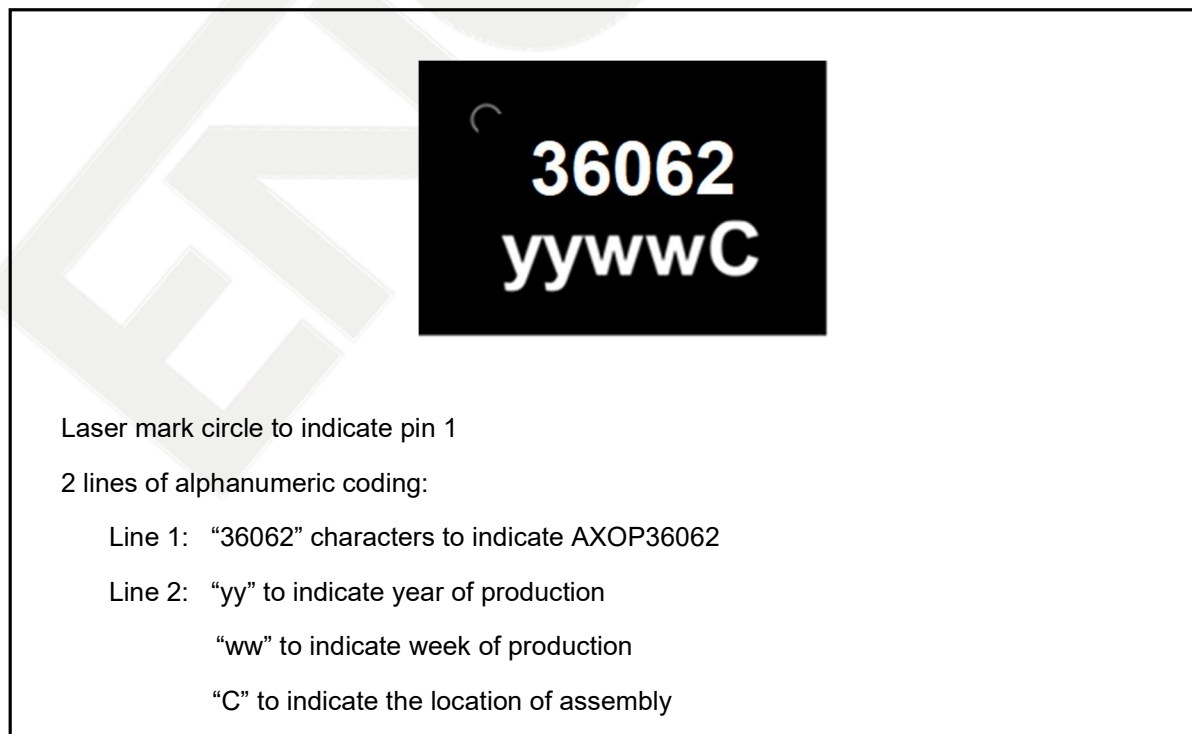 36062
yywwC
Laser mark circle to indicate pin 1
2 lines of alphanumeric coding:
Line 1: “36062” characters to indicate AXOP36062
Line 2: “yy” to indicate year of production
“ww” to indicate week of production
“C” to indicate the location of assembly